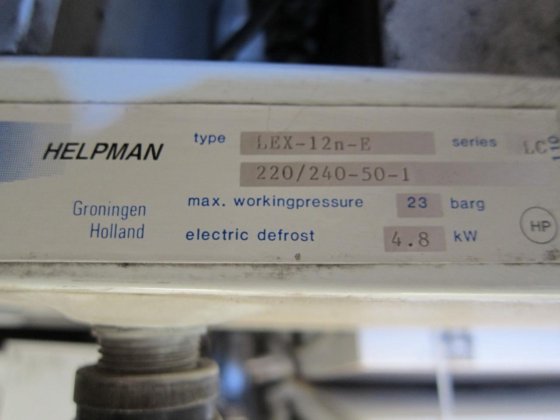 HELPMAN
type LEX-12n-E series LC
220/240-50-1
Groningen
Holland
max. workingpressure 23 barg
electric defrost 4.8 kW
HP